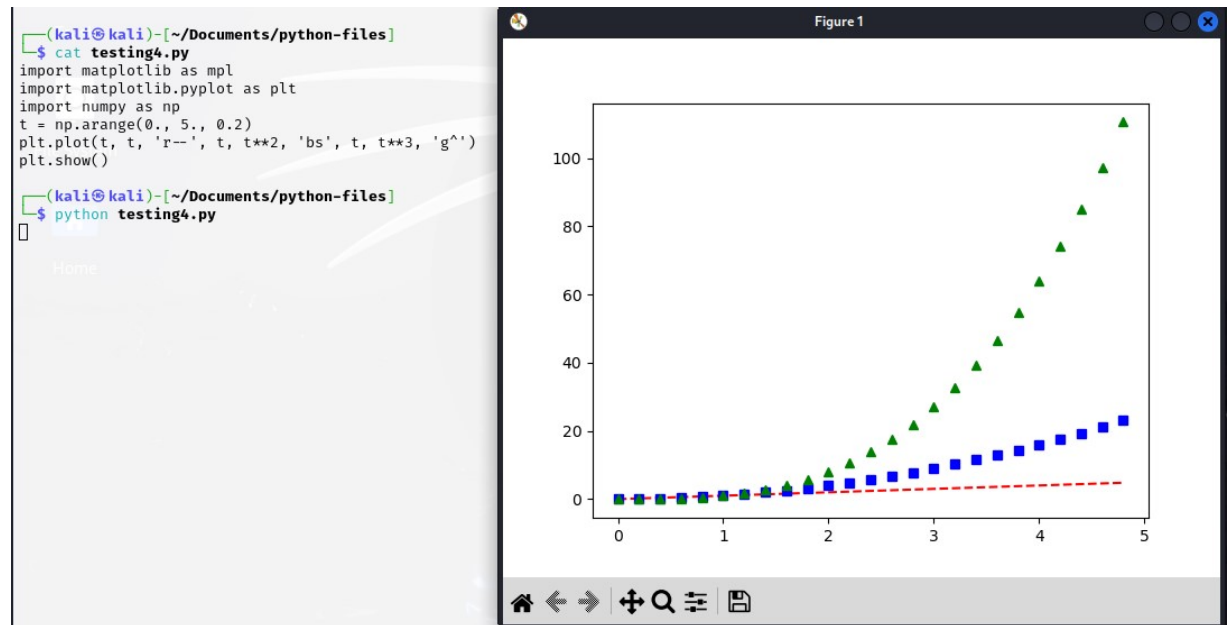 ┌──(kali㉿kali)-[~/Documents/python-files]
└─$ cat testing4.py
import matplotlib as mpl
import matplotlib.pyplot as plt
import numpy as np
t = np.arange(0., 5., 0.2)
plt.plot(t, t, 'r--', t, t**2, 'bs', t, t**3, 'g^')
plt.show()
┌──(kali㉿kali)-[~/Documents/python-files]
└─$ python testing4.py
Home
Figure 1
100
80
60
40
20
0
0 1 2 3 4 5